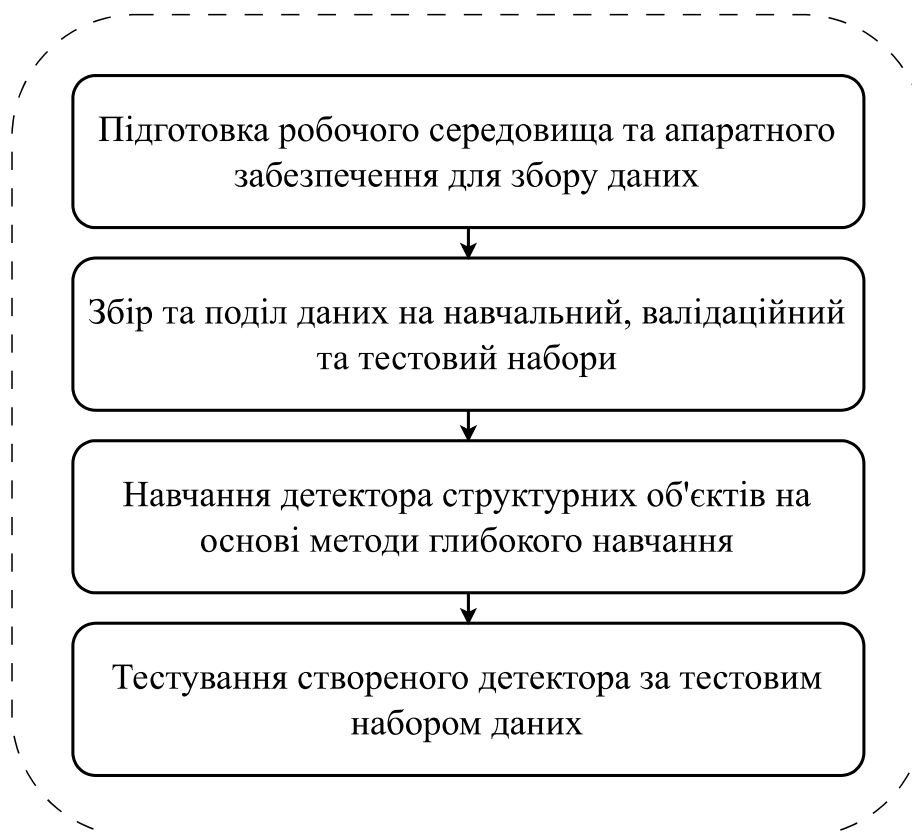 Підготовка робочого середовища та апаратного
забезпечення для збору даних
Збір та поділ даних на навчальний, валідаційний
та тестовий набори
Навчання детектора структурних об'єктів на
основі методи глибокого навчання
Тестування створеного детектора за тестовим
набором даних